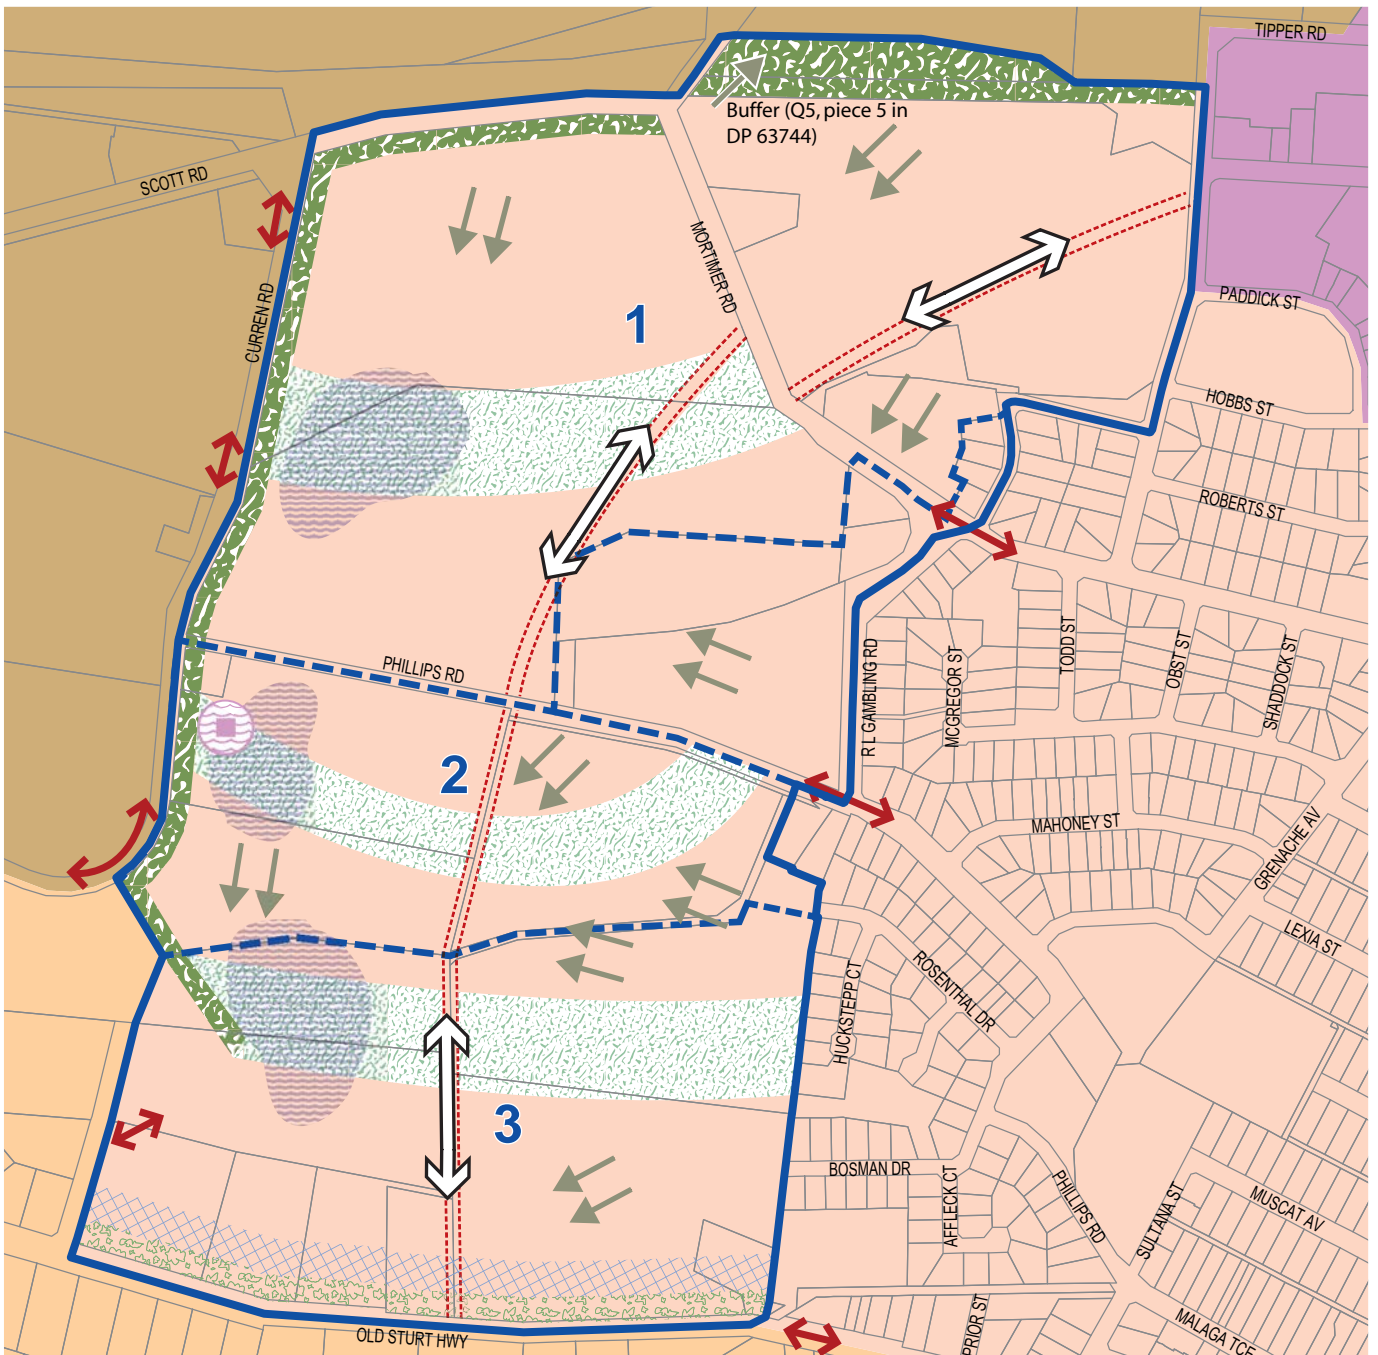 TIPPER RD
Buffer (Q5, piece 5 in
DP 63744)
SCOTT RD
MORTIMER RD
CURREN RD
PADDICK ST
1
HOBBS ST
ROBERTS ST
PHILLIPS RD
R L GAMBLING RD
MCGREGOR ST
TODD ST
OBST ST
SHADDOCK ST
2
MAHONEY ST
GRENACHE AV
LEXIA ST
ROSENTHAL DR
HUCKSTEPP CT
3
BOSMAN DR
AFFLECK CT
PHILLIPS RD
SULTANA ST
MUSCAT AV
OLD STURT HWY
PRIOR ST
MALAGA TCE